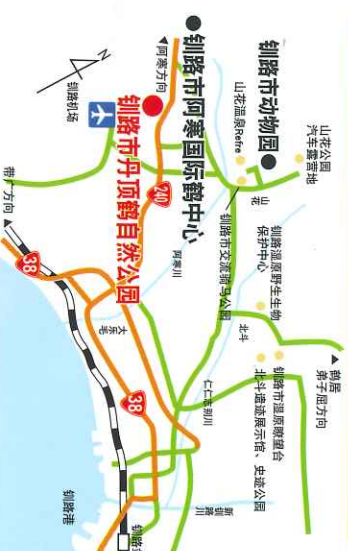 山花公园
汽车露营地
钏路市动物园
山花温泉Refre
山花
钏路市阿寒国际鹤中心
阿寒方向
N
钏路机场
钏路市丹顶鹤自然公园
240
钏路市交流骑马公园
钏路湿原野生生物
保护中心
北斗
鹤居
弟子屈方向
钏路市湿原瞭望台
北斗遗迹展示馆、史迹公园
阿寒川
带广方向
38
大乐毛
38
仁仁志别川
新钏路川
钏路港
钏路